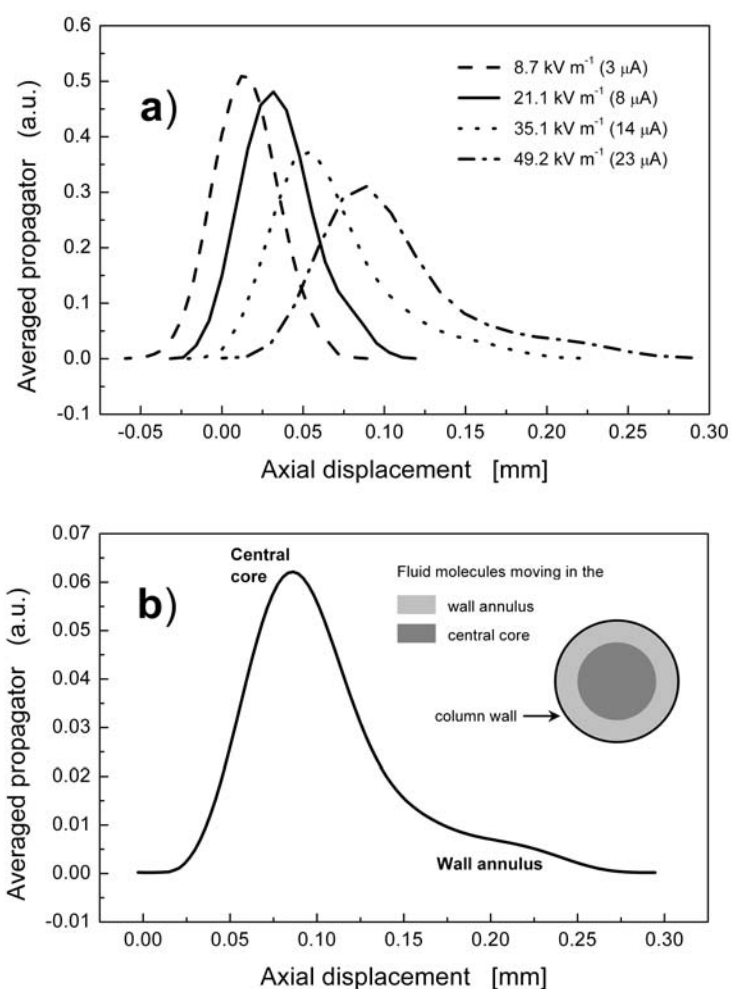 0.6
0.5
0.4
0.3
0.2
0.1
0.0
-0.1
Averaged propagator (a.u.)
a)
8.7 kV m⁻¹ (3 μA)
21.1 kV m⁻¹ (8 μA)
35.1 kV m⁻¹ (14 μA)
49.2 kV m⁻¹ (23 μA)
-0.05 0.00 0.05 0.10 0.15 0.20 0.25 0.30
Axial displacement [mm]
0.07
0.06
0.05
0.04
0.03
0.02
0.01
0.00
-0.01
Averaged propagator (a.u.)
b)
Central
core
Fluid molecules moving in the
wall annulus
central core
column wall
Wall annulus
0.00 0.05 0.10 0.15 0.20 0.25 0.30
Axial displacement [mm]